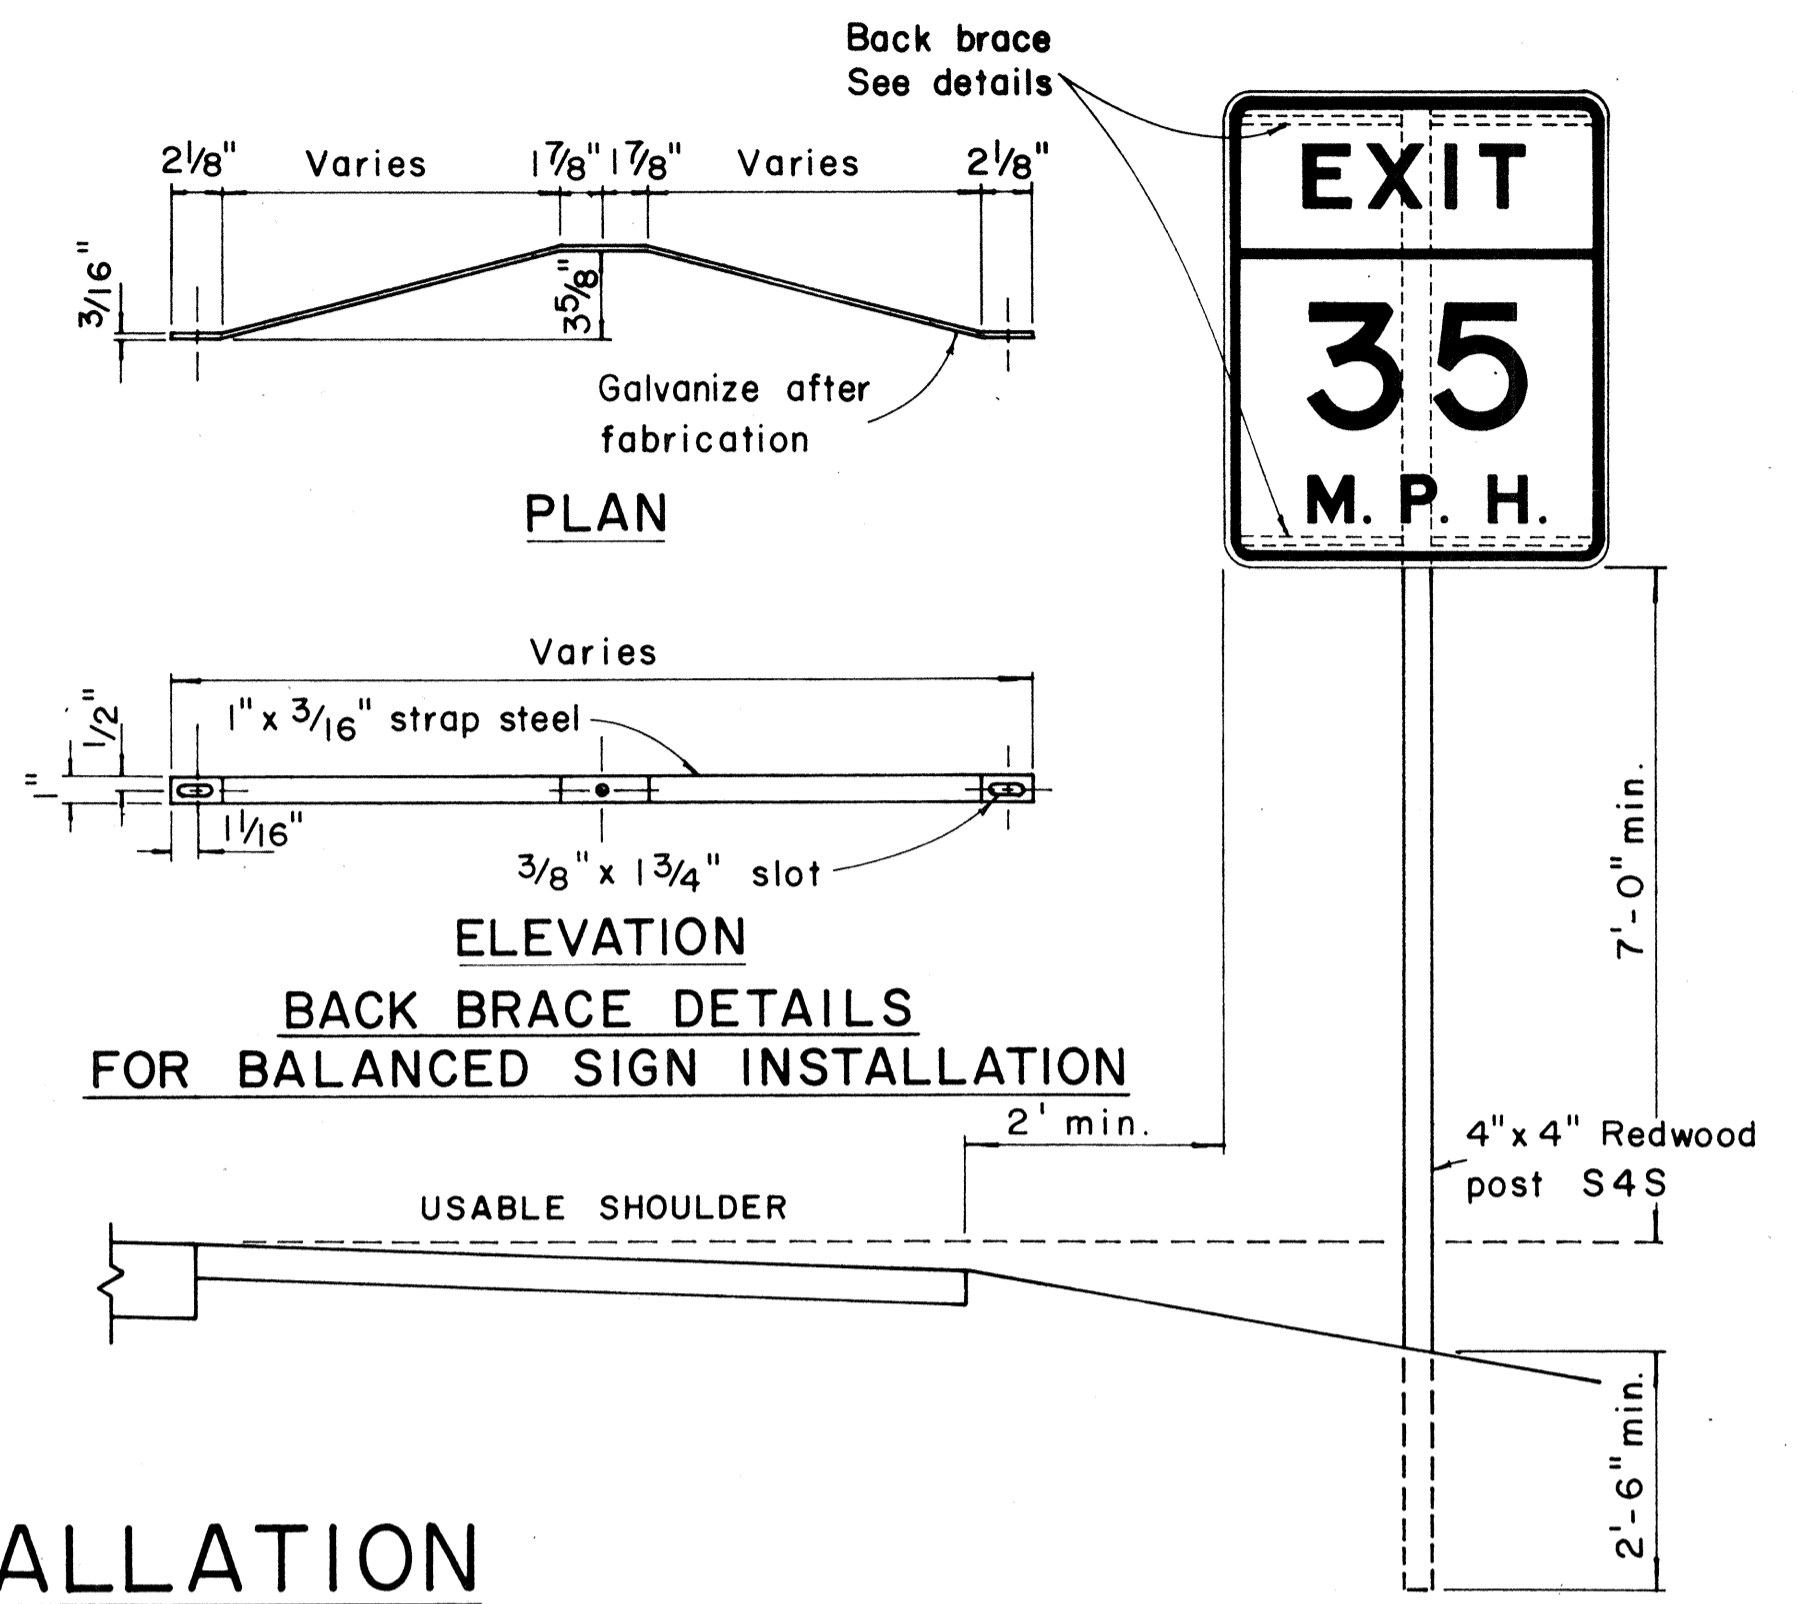 Back brace
See details
2 1/8" Varies 1 7/8" 1 7/8" Varies 2 1/8"
3/16"
3 5/8"
Galvanize after
fabrication
PLAN
EXIT
35
M. P. H.
Varies
1" x 3/16" strap steel
1/2"
1"
1 1/16"
3/8" x 1 3/4" slot
ELEVATION
BACK BRACE DETAILS
FOR BALANCED SIGN INSTALLATION
7'-0" min.
2' min.
4" x 4" Redwood
post S4S
USABLE SHOULDER
2'-6" min.
ALLATION